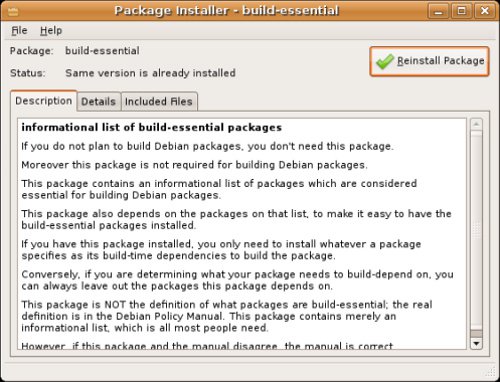 Package Installer - build-essential
File Help
Package: build-essential
Reinstall Package
Status: Same version is already installed
Description Details Included Files
informational list of build-essential packages
If you do not plan to build Debian packages, you don't need this package.
Moreover this package is not required for building Debian packages.
This package contains an informational list of packages which are considered
essential for building Debian packages.
This package also depends on the packages on that list, to make it easy to have the
build-essential packages installed.
If you have this package installed, you only need to install whatever a package
specifies as its build-time dependencies to build the package.
Conversely, if you are determining what your package needs to build-depend on, you
can always leave out the packages this package depends on.
This package is NOT the definition of what packages are build-essential; the real
definition is in the Debian Policy Manual. This package contains merely an
informational list, which is all most people need.
However, if this package and the manual disagree, the manual is correct.